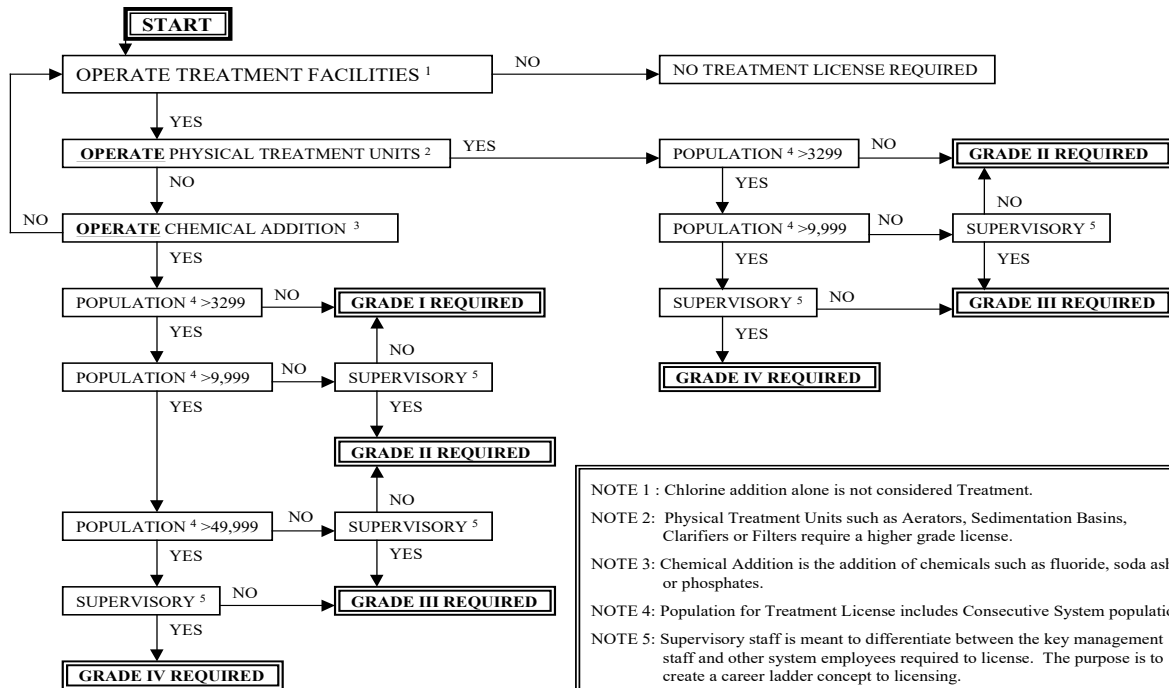 START
OPERATE TREATMENT FACILITIES ¹
NO
NO TREATMENT LICENSE REQUIRED
YES
OPERATE PHYSICAL TREATMENT UNITS ²
YES
POPULATION ⁴ >3299
NO
GRADE II REQUIRED
NO
YES
NO
NO
OPERATE CHEMICAL ADDITION ³
POPULATION ⁴ >9,999
NO
SUPERVISORY ⁵
YES
YES
YES
POPULATION ⁴ >3299
NO
GRADE I REQUIRED
SUPERVISORY ⁵
NO
GRADE III REQUIRED
YES
NO
YES
POPULATION ⁴ >9,999
NO
SUPERVISORY ⁵
GRADE IV REQUIRED
YES
YES
GRADE II REQUIRED
NO
POPULATION ⁴ >49,999
NO
SUPERVISORY ⁵
YES
YES
SUPERVISORY ⁵
NO
GRADE III REQUIRED
YES
GRADE IV REQUIRED
NOTE 1 : Chlorine addition alone is not considered Treatment.
NOTE 2: Physical Treatment Units such as Aerators, Sedimentation Basins,
Clarifiers or Filters require a higher grade license.
NOTE 3: Chemical Addition is the addition of chemicals such as fluoride, soda ash
or phosphates.
NOTE 4: Population for Treatment License includes Consecutive System
NOTE 5: Supervisory staff is meant to differentiate between the key management
staff and other system employees required to license. The purpose is to
create a career ladder concept to licensing.